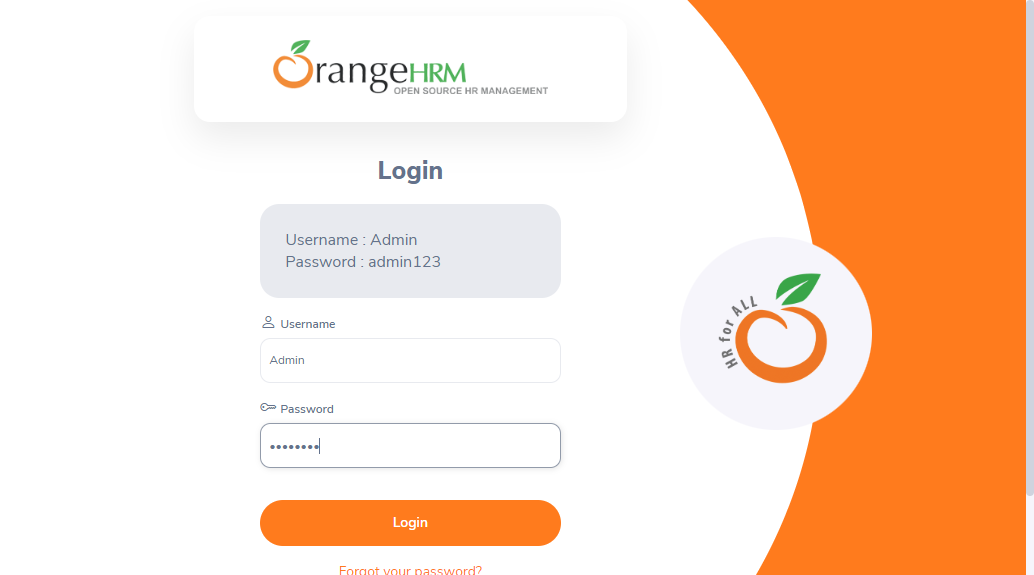 OrangeHRM
OPEN SOURCE HR MANAGEMENT
Login
Username : Admin
Password : admin123
Username
Admin
Password
••••••••
Login
Forgot your password?
HR for ALL